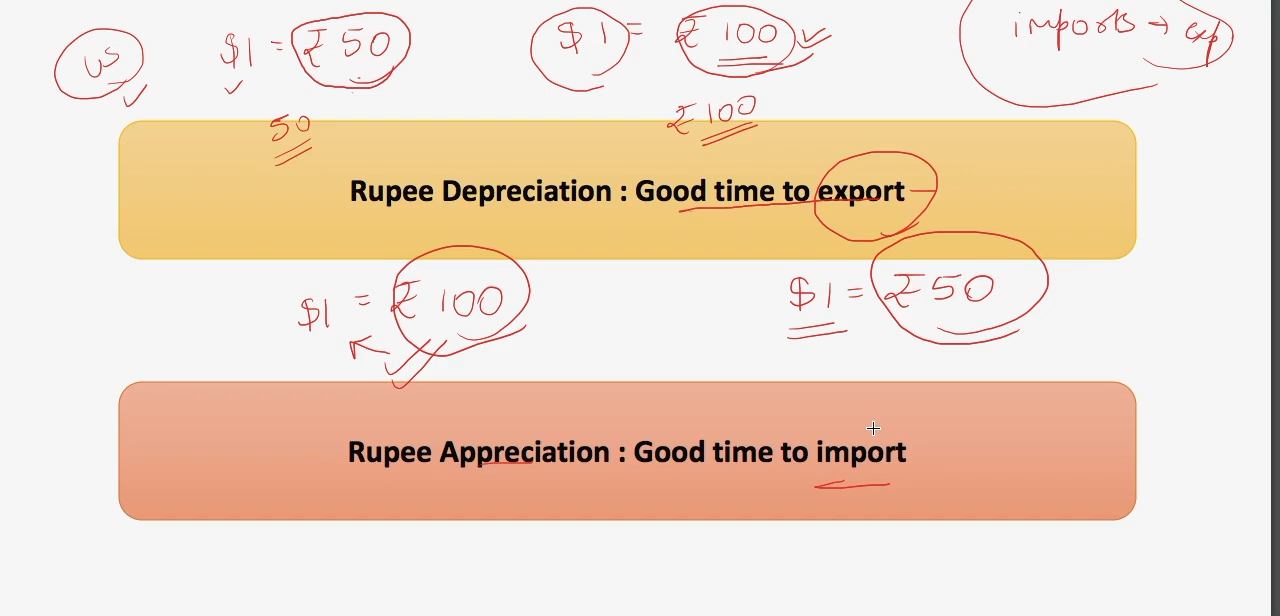 US $1 = ₹ 50 $1 = ₹ 100 imports → exp
50 ₹ 100
Rupee Depreciation : Good time to export
$1 = ₹ 100 $1 = ₹ 50
Rupee Appreciation : Good time to import